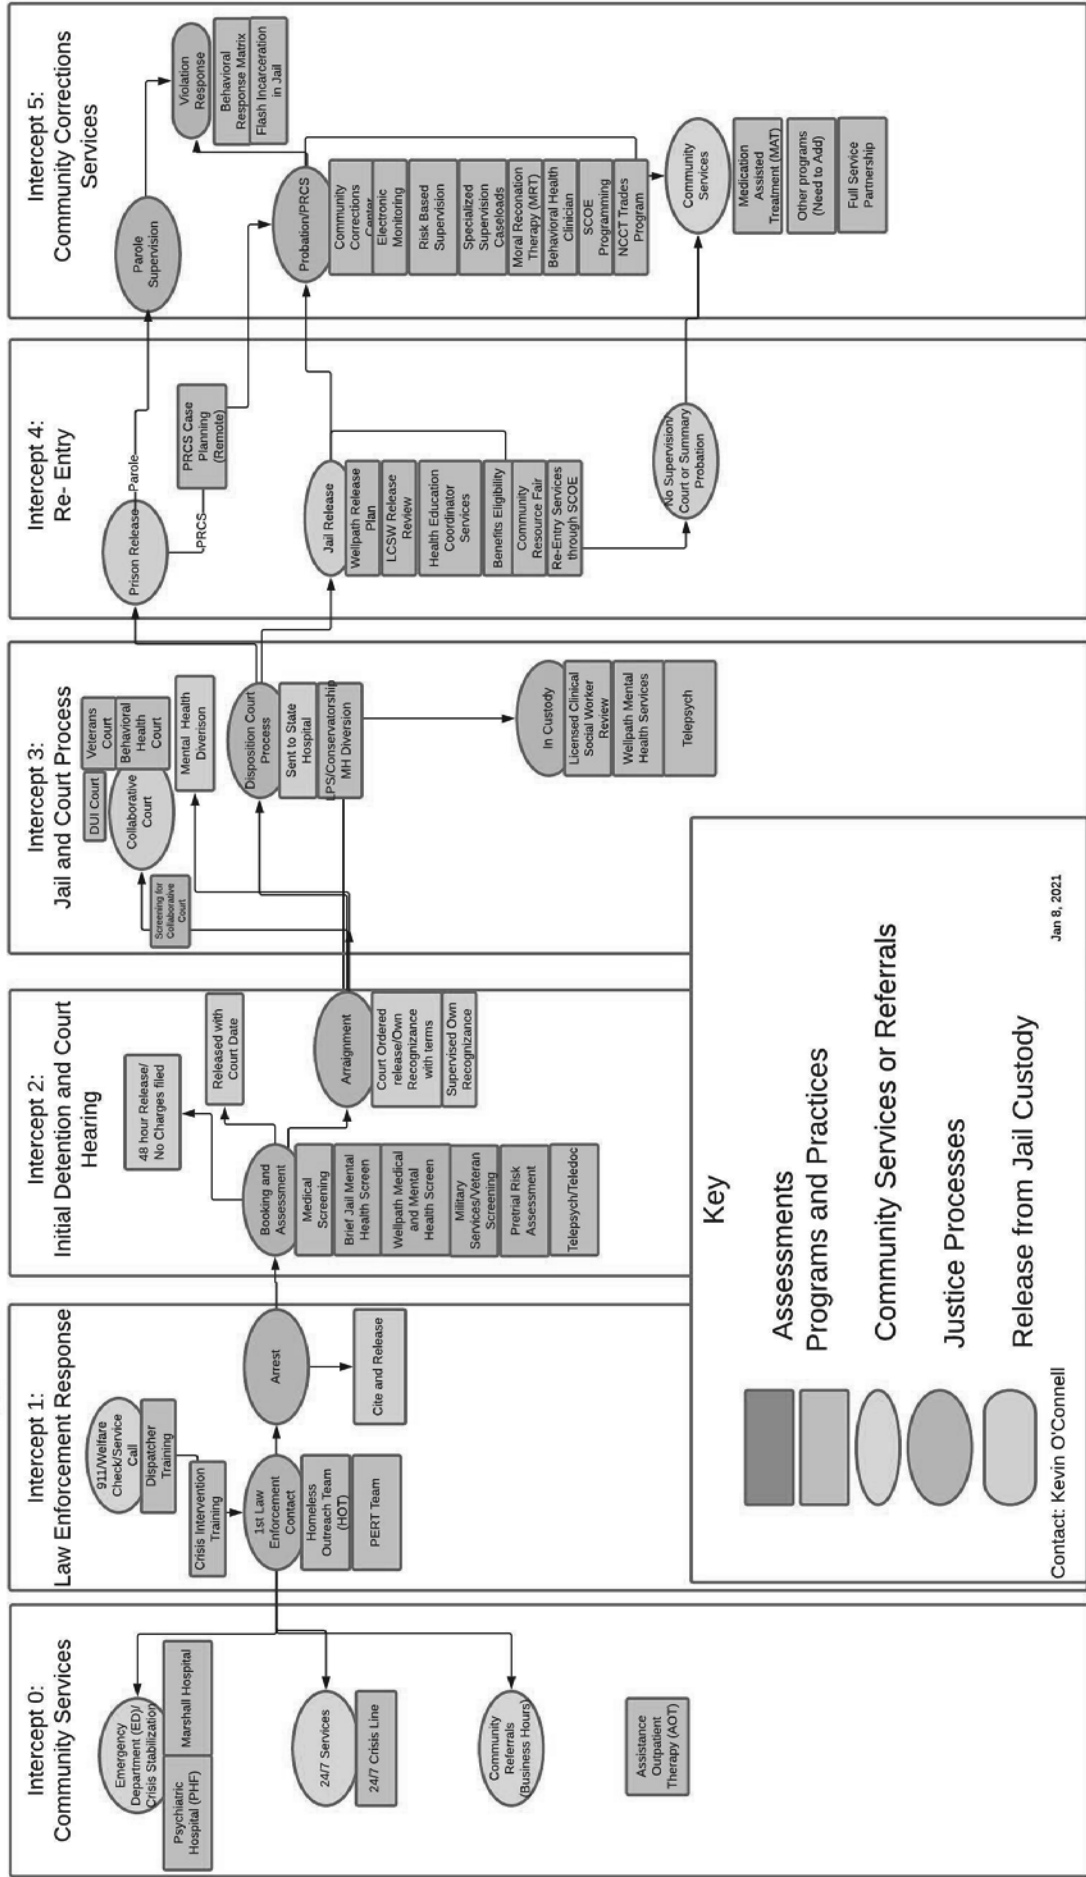 Intercept 0:
Community Services
Emergency
Department (ED)/
Crisis Stabilization
Psychiatric
Hospital (PHF)
Marshall Hospital
24/7 Services
24/7 Crisis Line
Community
Referrals
(Business Hours)
Assistance
Outpatient
Therapy (AOT)
Intercept 1:
Law Enforcement Response
911/Welfare
Check/Service
Call
Dispatcher
Training
Crisis Intervention
Training
1st Law
Enforcement
Contact
Homeless
Outreach Team
(HOT)
PERT Team
Arrest
Cite and Release
Intercept 2:
Initial Detention and Court
Hearing
48 hour Release/
No Charges filed
Released with
Court Date
Booking and
Assessment
Medical
Screening
Brief Jail Mental
Health Screen
Wellpath Medical
and Mental
Health Screen
Military
Services/Veteran
Screening
Pretrial Risk
Assessment
Telepsych/Teledoc
Arraignment
Court Ordered
release/Own
Recognizance
with terms
Supervised Own
Recognizance
Intercept 3:
Jail and Court Process
Screening for
Collaborative
Court
DUI Court
Veterans
Court
Behavioral
Health
Court
Collaborative
Court
Mental Health
Diverison
Disposition Court
Process
Sent to State
Hospital
LPS/Conservatorship
MH Diversion
In Custody
Licensed Clinical
Social Worker
Review
Wellpath Mental
Health Services
Telepsych
Intercept 4:
Re- Entry
Prison Release
Parole
PRCS
PRCS Case
Planning
(Remote)
Jail Release
Wellpath Release
Plan
LCSW Release
Review
Health Education
Coordinator
Services
Benefits Eligibility
Community
Resource Fair
Re-Entry Services
through SCOE
No Supervision/
Court or Summary
Probation
Intercept 5:
Community Corrections
Services
Parole
Supervision
Violation
Response
Behavioral
Response Matrix
Flash Incarceration
in Jail
Probation/PRCS
Community
Corrections
Center
Electronic
Monitoring
Risk Based
Supervision
Specialized
Supervision
Caseloads
Moral Reconation
Therapy (MRT)
Behavioral Health
Clinician
SCOE
Programming
NCCT Trades
Program
Community
Services
Medication
Assisted
Treatment (MAT)
Other programs
(Need to Add)
Full Service
Partnership
Key
Assessments
Programs and Practices
Community Services or Referrals
Justice Processes
Release from Jail Custody
Contact: Kevin O'Connell
Jan 8, 2021